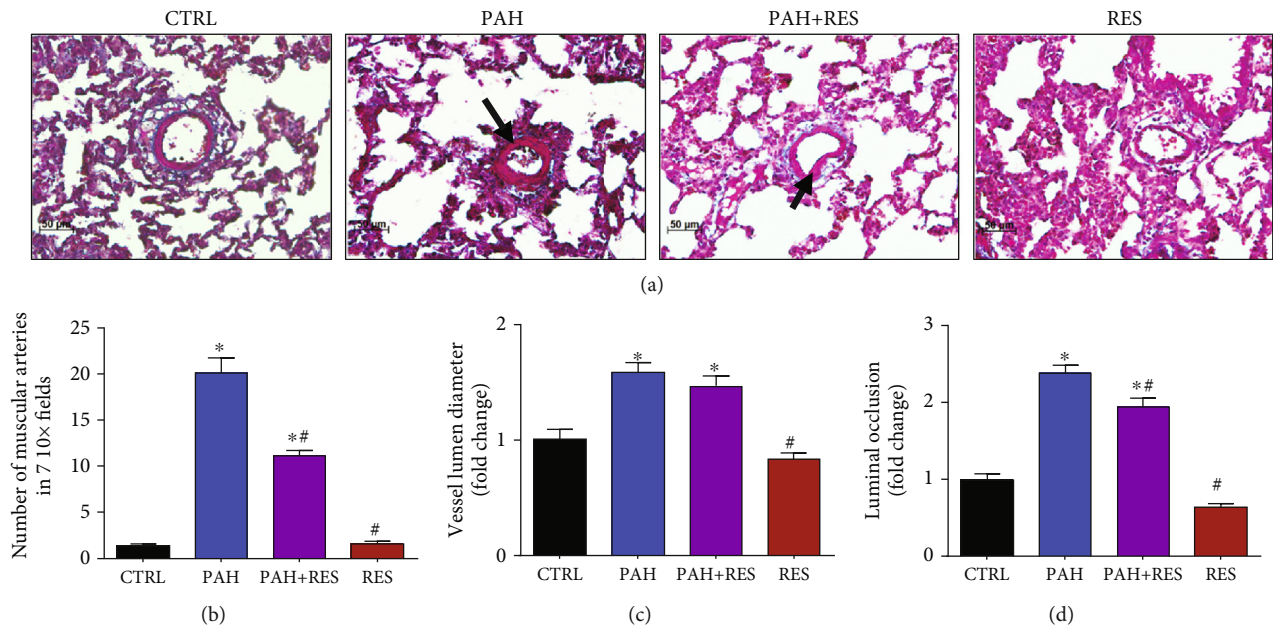 CTRL
PAH
PAH+RES
RES
50 µm
50 µm
50 µm
50 µm
(a)
Number of muscular arteries
in 7 10× fields
25
20
15
10
5
0
*
*#
#
CTRL
PAH
PAH+RES
RES
(b)
Vessel lumen diameter
(fold change)
2
1
0
*
*
#
CTRL
PAH
PAH+RES
RES
(c)
Luminal occlusion
(fold change)
3
2
1
0
*
*#
#
CTRL
PAH
PAH+RES
RES
(d)